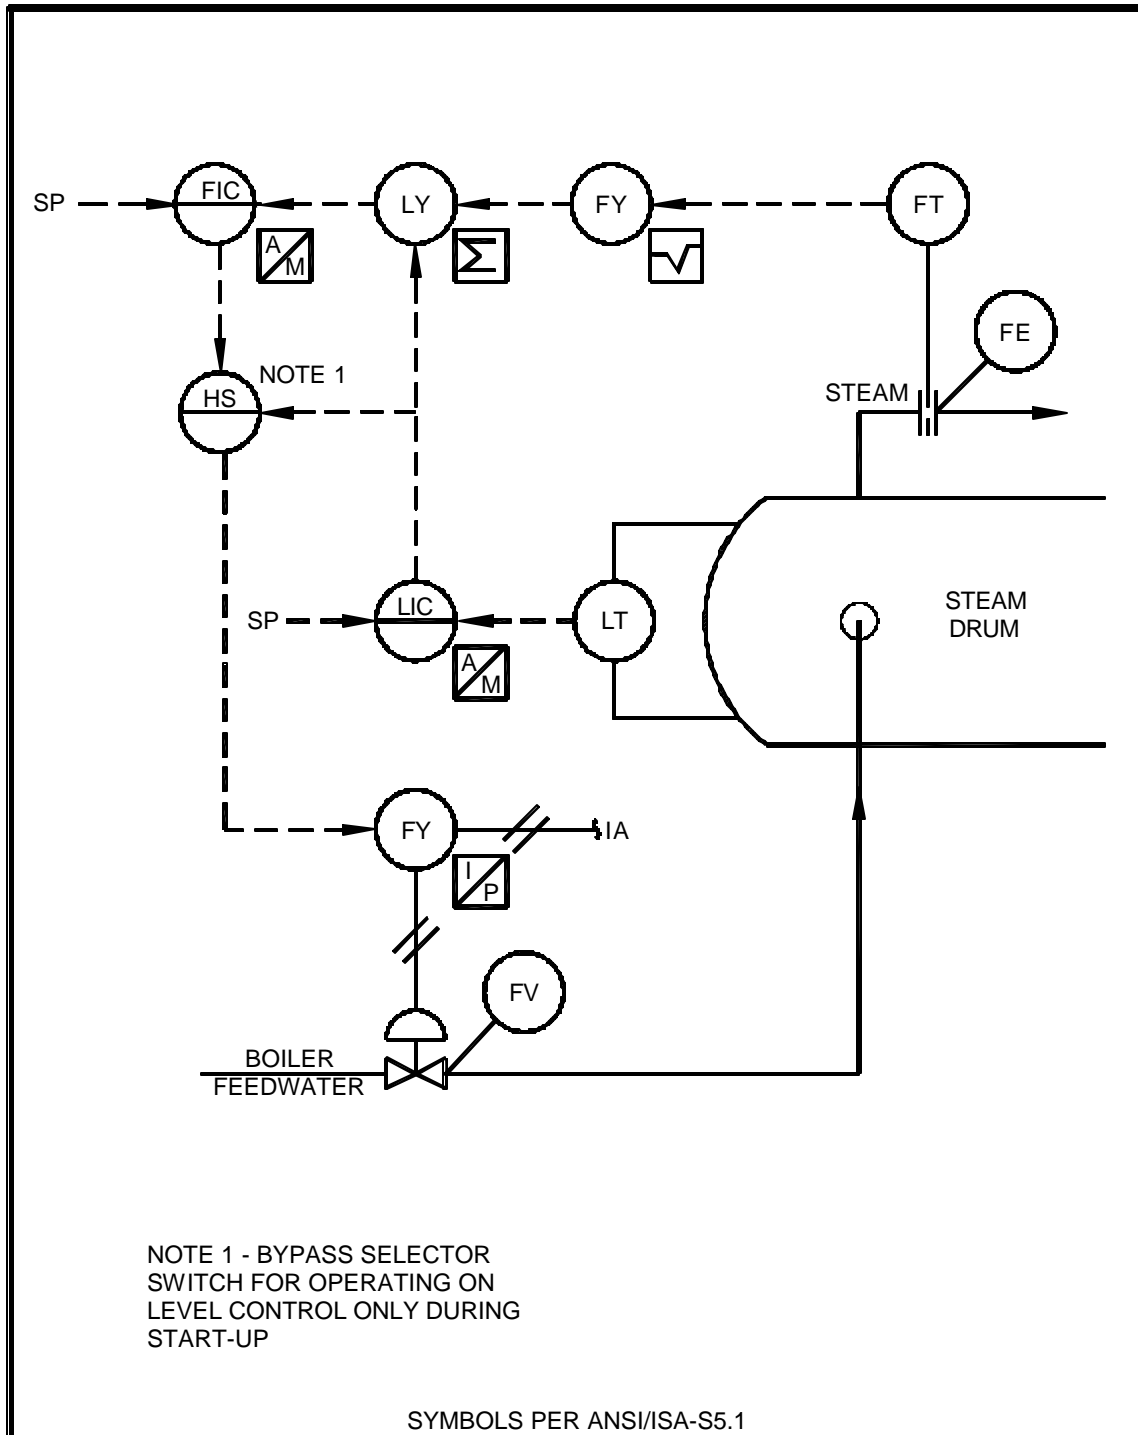 SP
FIC
LY
FY
FT
A
M
Σ
√
FE
NOTE 1
HS
STEAM
SP
LIC
LT
STEAM
DRUM
A
M
FY
IA
I
P
FV
BOILER
FEEDWATER
NOTE 1 - BYPASS SELECTOR
SWITCH FOR OPERATING ON
LEVEL CONTROL ONLY DURING
START-UP
SYMBOLS PER ANSI/ISA-S5.1